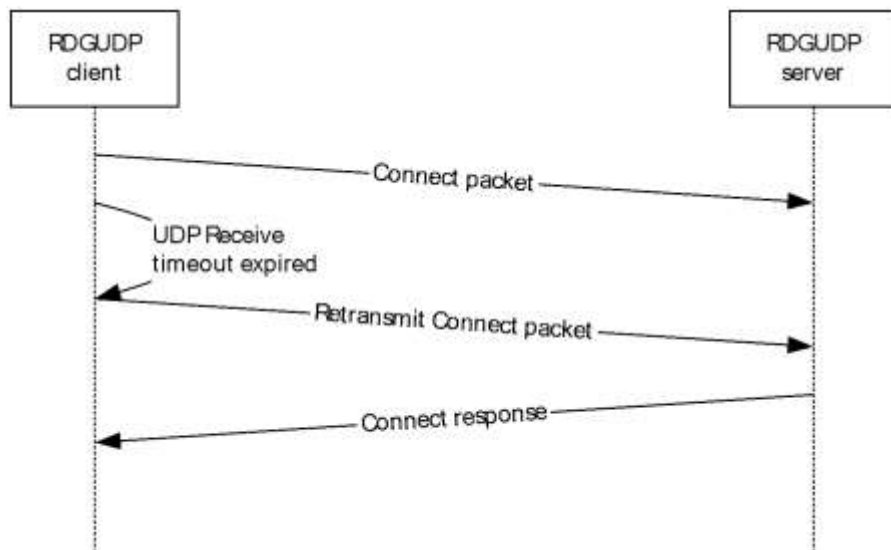 RDGUDP
client
RDGUDP
server
Connect packet
UDP Receive
timeout expired
Retransmit Connect packet
Connect response